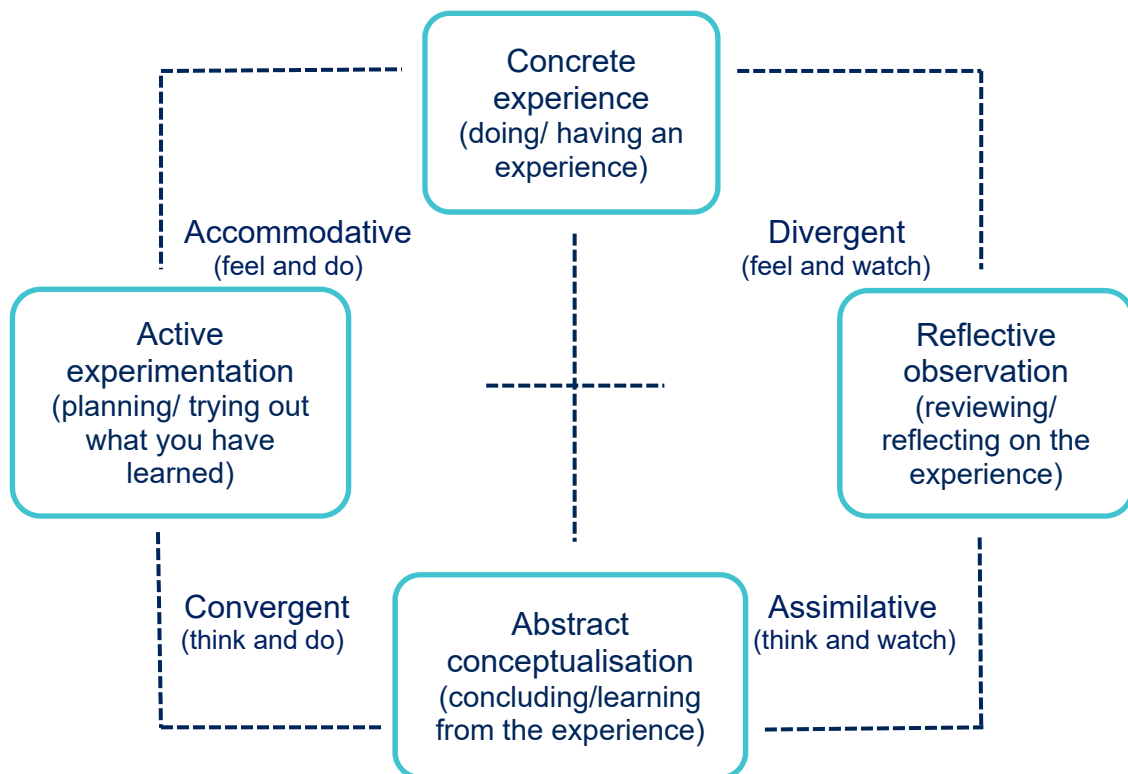 Concrete
experience
(doing/ having an
experience)
Accommodative
(feel and do)
Divergent
(feel and watch)
Active
experimentation
(planning/ trying out
what you have
learned)
Reflective
observation
(reviewing/
reflecting on the
experience)
Convergent
(think and do)
Abstract
conceptualisation
(concluding/learning
from the experience)
Assimilative
(think and watch)